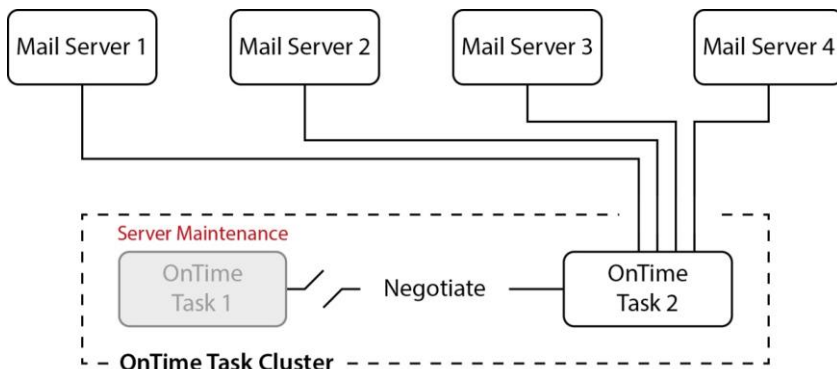 Mail Server 1
Mail Server 2
Mail Server 3
Mail Server 4
Server Maintenance
OnTime
Task 1
Negotiate
OnTime
Task 2
OnTime Task Cluster